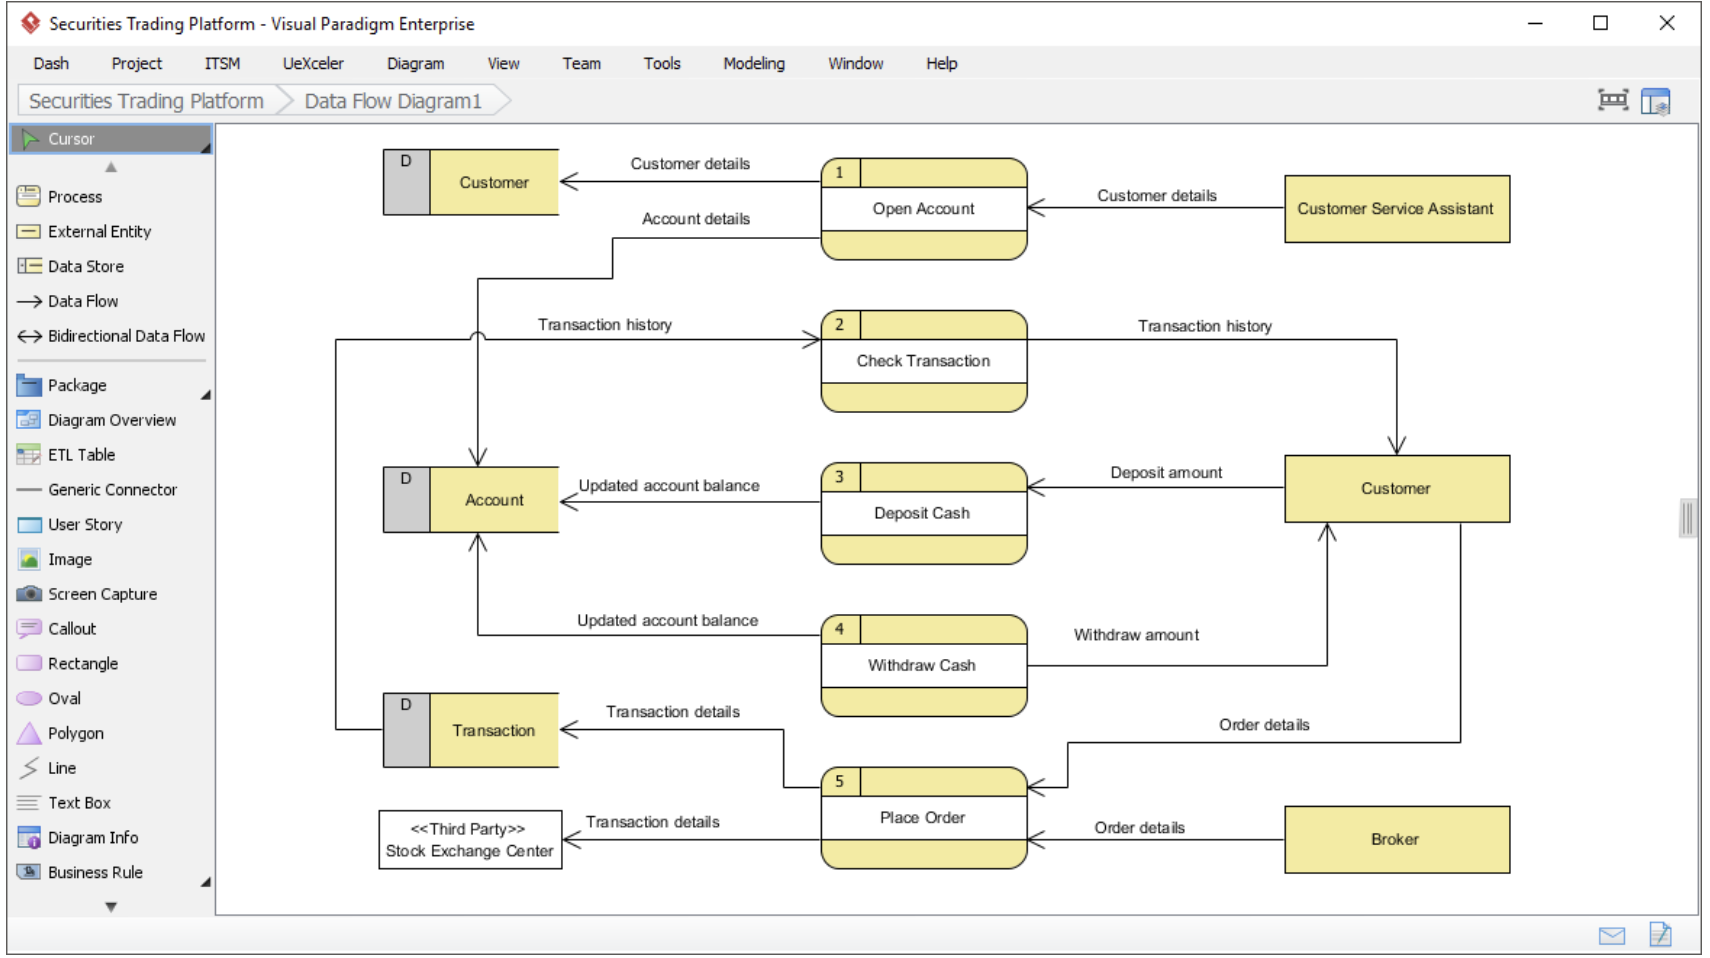 Securities Trading Platform - Visual Paradigm Enterprise
Dash Project ITSM UeXceler Diagram View Team Tools Modeling Window Help
Securities Trading Platform Data Flow Diagram1
Cursor
Process
External Entity
Data Store
Data Flow
Bidirectional Data Flow
Package
Diagram Overview
ETL Table
Generic Connector
User Story
Image
Screen Capture
Callout
Rectangle
Oval
Polygon
Line
Text Box
Diagram Info
Business Rule
D
Customer
Customer details
1
Open Account
Customer details
Customer Service Assistant
Account details
Transaction history
2
Check Transaction
Transaction history
D
Account
Updated account balance
3
Deposit Cash
Deposit amount
Customer
Updated account balance
4
Withdraw Cash
Withdraw amount
D
Transaction
Transaction details
Order details
5
Place Order
<<Third Party>>
Stock Exchange Center
Transaction details
Order details
Broker